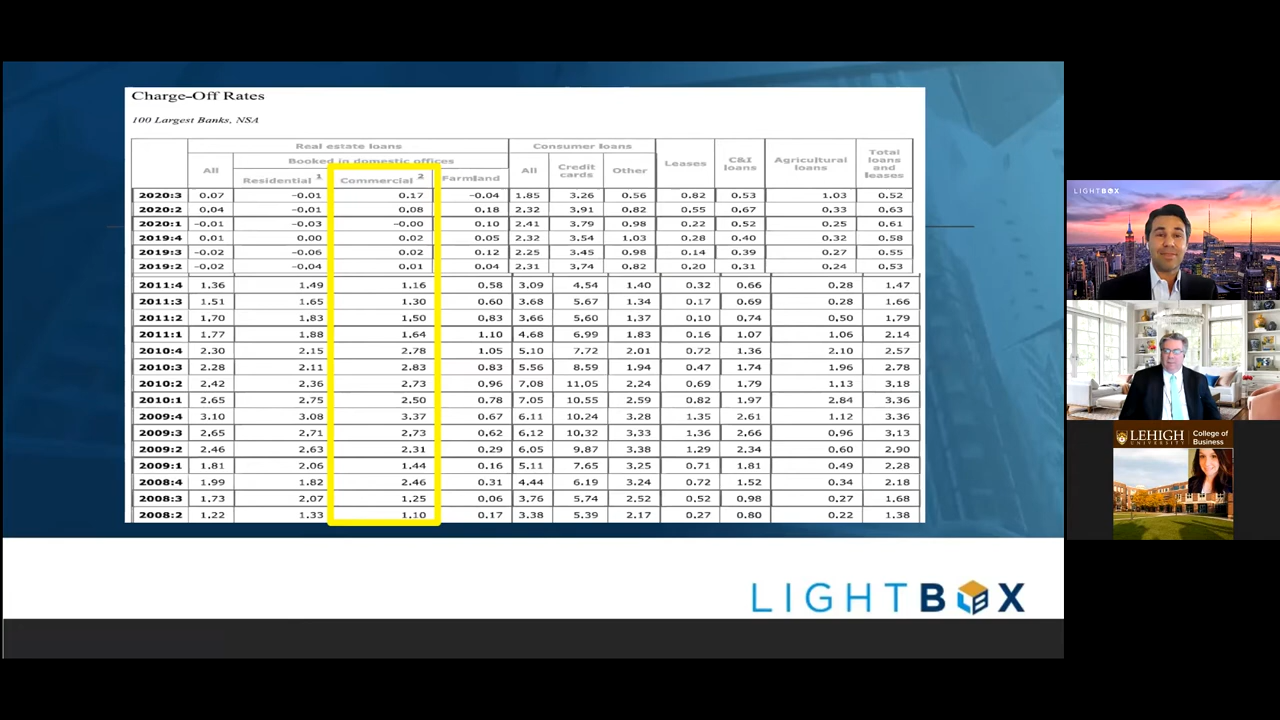 Charge-Off Rates
100 Largest Banks, NSA
Real estate loans Consumer loans Leases C&I loans Agricultural loans Total loans and leases
Booked in domestic offices
All Residential 1 Commercial 2 Farmland All Credit cards Other
2020:3 0.07 -0.01 0.17 -0.04 1.85 3.26 0.56 0.82 0.53 1.03 0.52
2020:2 0.04 -0.01 0.08 0.18 2.32 3.91 0.82 0.55 0.67 0.33 0.63
2020:1 -0.01 -0.03 -0.00 0.10 2.41 3.79 0.98 0.22 0.52 0.25 0.61
2019:4 0.01 0.00 0.02 0.05 2.32 3.54 1.03 0.28 0.40 0.32 0.58
2019:3 -0.02 -0.06 0.02 0.12 2.25 3.45 0.98 0.14 0.39 0.27 0.55
2019:2 -0.02 -0.04 0.01 0.04 2.31 3.74 0.82 0.20 0.31 0.24 0.53
2011:4 1.36 1.49 1.16 0.58 3.09 4.54 1.40 0.32 0.66 0.28 1.47
2011:3 1.51 1.65 1.30 0.60 3.68 5.67 1.34 0.17 0.69 0.28 1.66
2011:2 1.70 1.83 1.50 0.83 3.66 5.60 1.37 0.10 0.74 0.50 1.79
2011:1 1.77 1.88 1.64 1.10 4.68 6.99 1.83 0.16 1.07 1.06 2.14
2010:4 2.30 2.15 2.78 1.05 5.10 7.72 2.01 0.72 1.36 2.10 2.57
2010:3 2.28 2.11 2.83 0.83 5.56 8.59 1.94 0.47 1.74 1.96 2.78
2010:2 2.42 2.36 2.73 0.96 7.08 11.05 2.24 0.69 1.79 1.13 3.18
2010:1 2.65 2.75 2.50 0.78 7.05 10.55 2.59 0.82 1.97 2.84 3.36
2009:4 3.10 3.08 3.37 0.67 6.11 10.24 3.28 1.35 2.61 1.12 3.36
2009:3 2.65 2.71 2.73 0.62 6.12 10.32 3.33 1.36 2.66 0.96 3.13
2009:2 2.46 2.63 2.31 0.29 6.05 9.87 3.38 1.29 2.34 0.60 2.90
2009:1 1.81 2.06 1.44 0.16 5.11 7.65 3.25 0.71 1.81 0.49 2.28
2008:4 1.99 1.82 2.46 0.31 4.44 6.19 3.24 0.72 1.52 0.34 2.18
2008:3 1.73 2.07 1.25 0.06 3.76 5.74 2.52 0.52 0.98 0.27 1.68
2008:2 1.22 1.33 1.10 0.17 3.38 5.39 2.17 0.27 0.80 0.22 1.38
LIGHTBOX
LIGHTBOX
LEHIGH UNIVERSITY
College of
Business